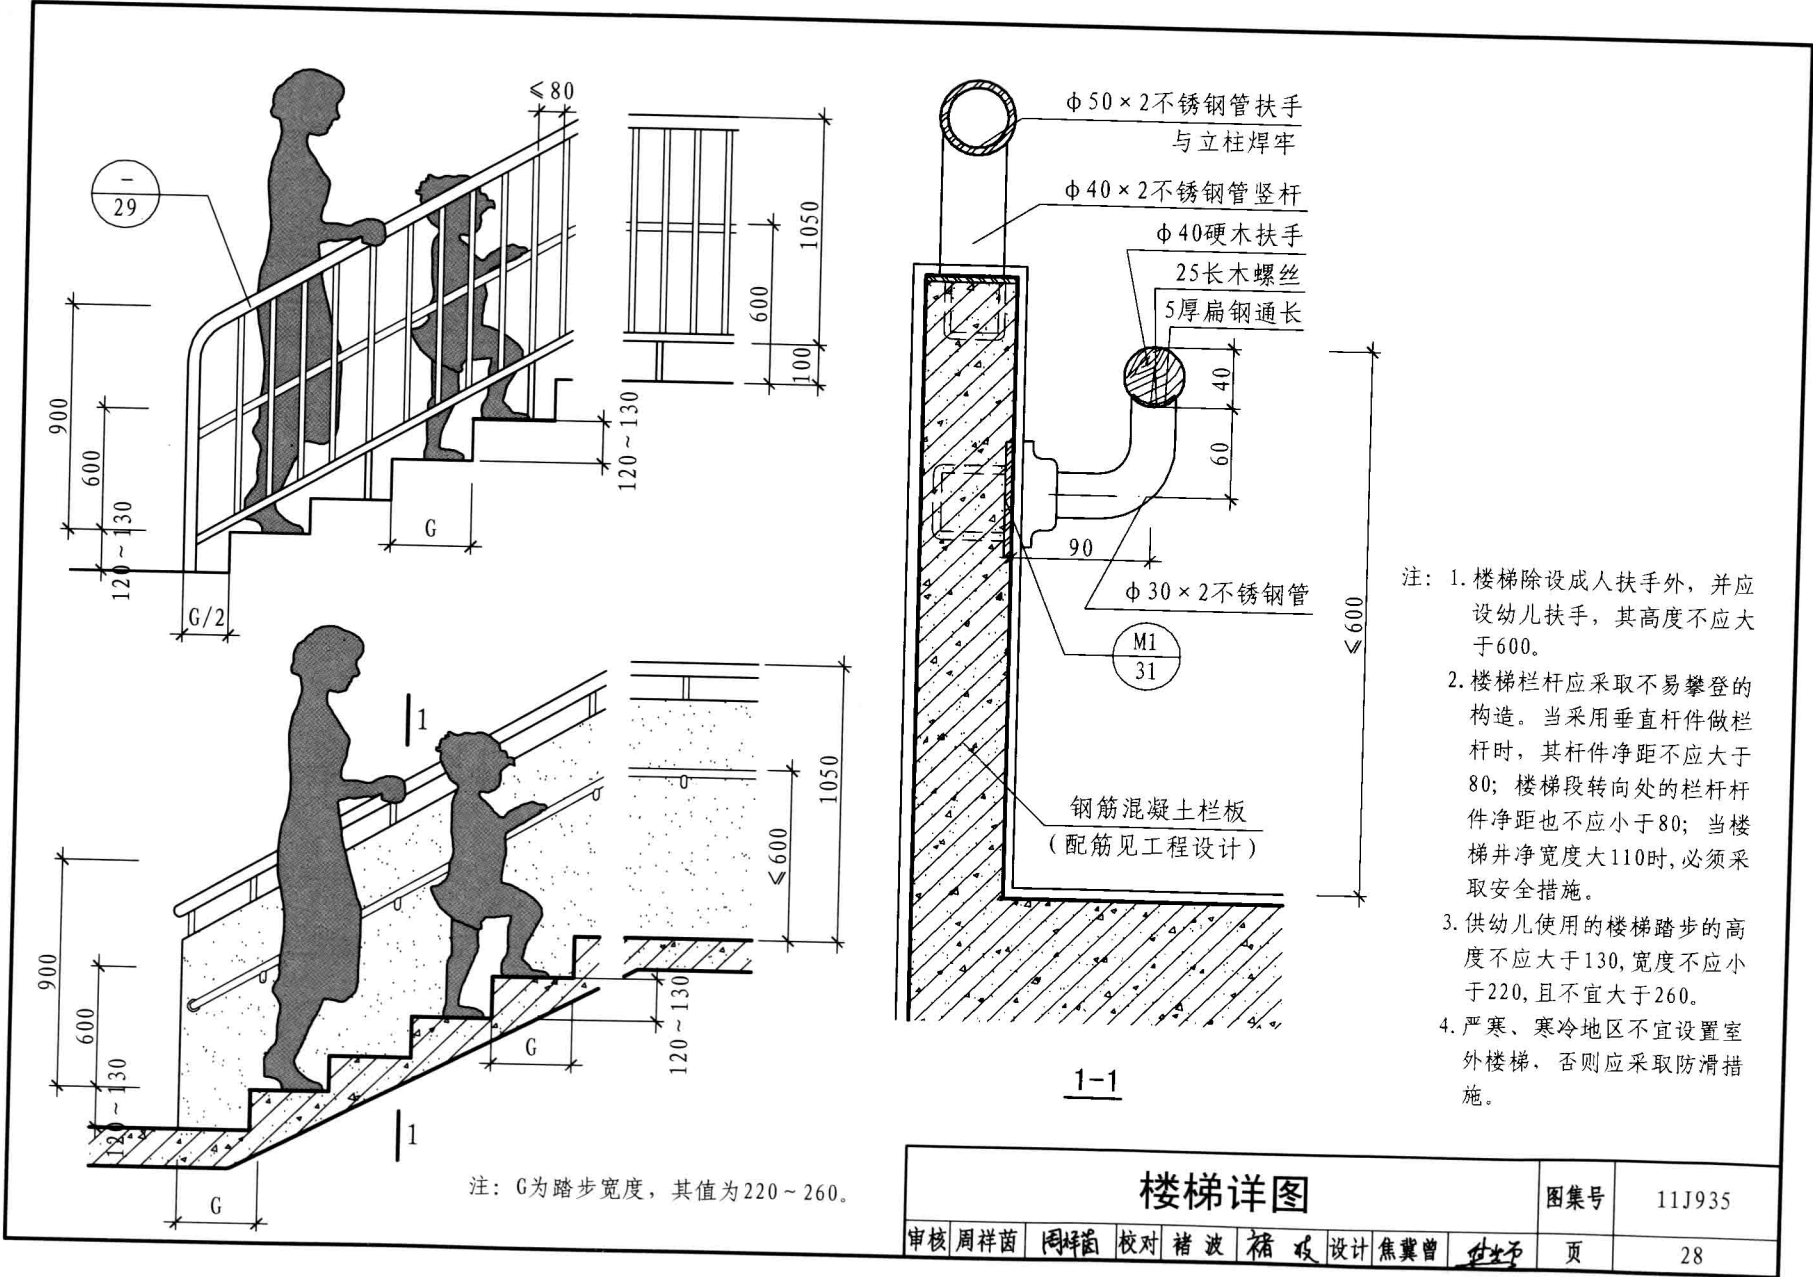 ≤80
—
29
900
600
120~130
G/2
G
120~130
1050
600
100
1
900
600
120~130
G
G
120~130
1050
≤600
1
注：G为踏步宽度，其值为220~260。
φ50×2不锈钢管扶手
与立柱焊牢
φ40×2不锈钢管竖杆
φ40硬木扶手
25长木螺丝
5厚扁钢通长
40
60
90
φ30×2不锈钢管
M1
31
≤600
钢筋混凝土栏板
（配筋见工程设计）
1-1
注：1.楼梯除设成人扶手外，并应
设幼儿扶手，其高度不应大
于600。
2.楼梯栏杆应采取不易攀登的
构造。当采用垂直杆件做栏
杆时，其杆件净距不应大于
80；楼梯段转向处的栏杆杆
件净距也不应小于80；当楼
梯井净宽度大110时,必须采
取安全措施。
3.供幼儿使用的楼梯踏步的高
度不应大于130,宽度不应小
于220,且不宜大于260。
4.严寒、寒冷地区不宜设置室
外楼梯，否则应采取防滑措
施。
楼梯详图
图集号
11J935
审核 周祥茵 周祥茵 校对 褚波 褚波 设计 焦冀曾
页
28